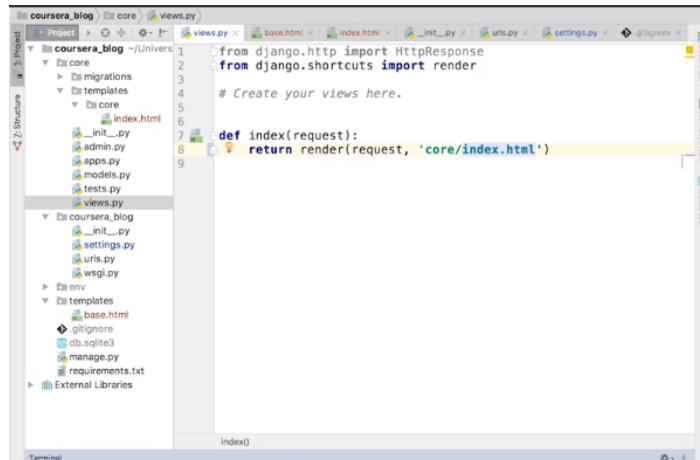 coursera_blog core views.py
Project views.py base.html index.html __init__.py urls.py settings.py .gitignore
1: Project
Z: Structure
coursera_blog ~/Univers
core
migrations
templates
core
index.html
__init__.py
admin.py
apps.py
models.py
tests.py
views.py
coursera_blog
__init__.py
settings.py
urls.py
wsgi.py
env
templates
base.html
.gitignore
db.sqlite3
manage.py
requirements.txt
External Libraries
1 from django.http import HttpResponse
2 from django.shortcuts import render
3
4 # Create your views here.
5
6
7 def index(request):
8 return render(request, 'core/index.html')
9
index()
Terminal